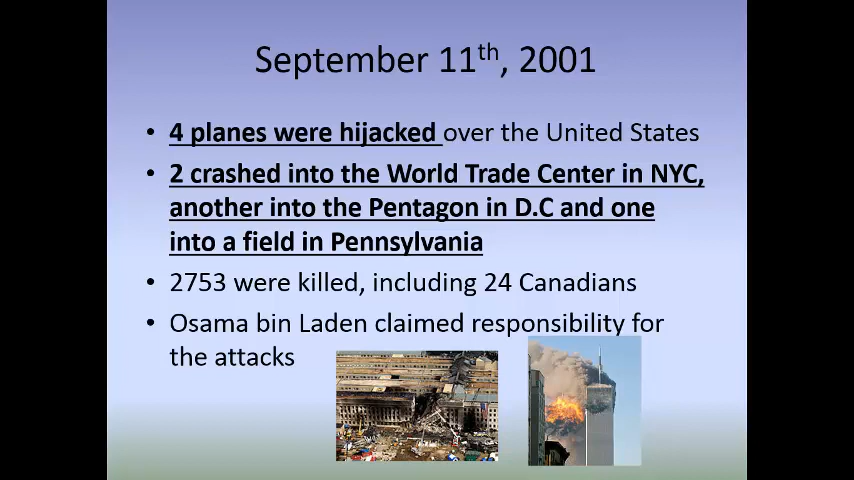 September 11th, 2001
• 4 planes were hijacked over the United States
• 2 crashed into the World Trade Center in NYC,
another into the Pentagon in D.C and one
into a field in Pennsylvania
• 2753 were killed, including 24 Canadians
• Osama bin Laden claimed responsibility for
the attacks